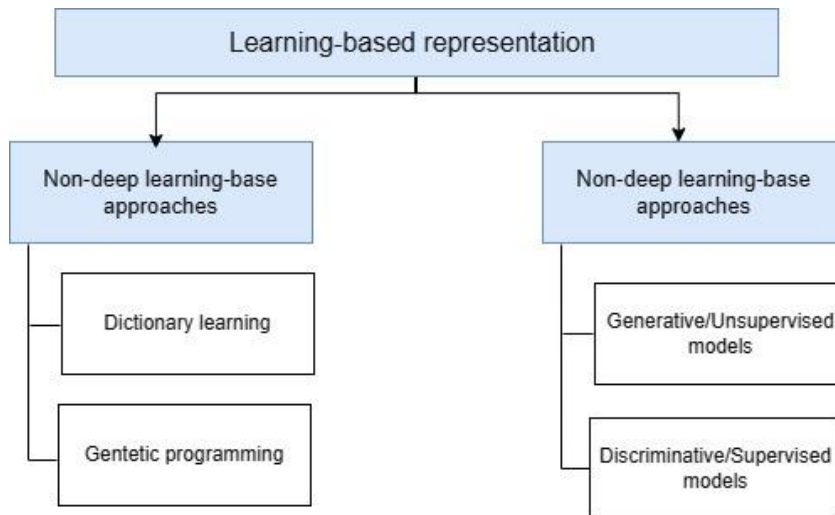 Learning-based representation
Non-deep learning-base
approaches
Non-deep learning-base
approaches
Dictionary learning
Gentetic programming
Generative/Unsupervised
models
Discriminative/Supervised
models